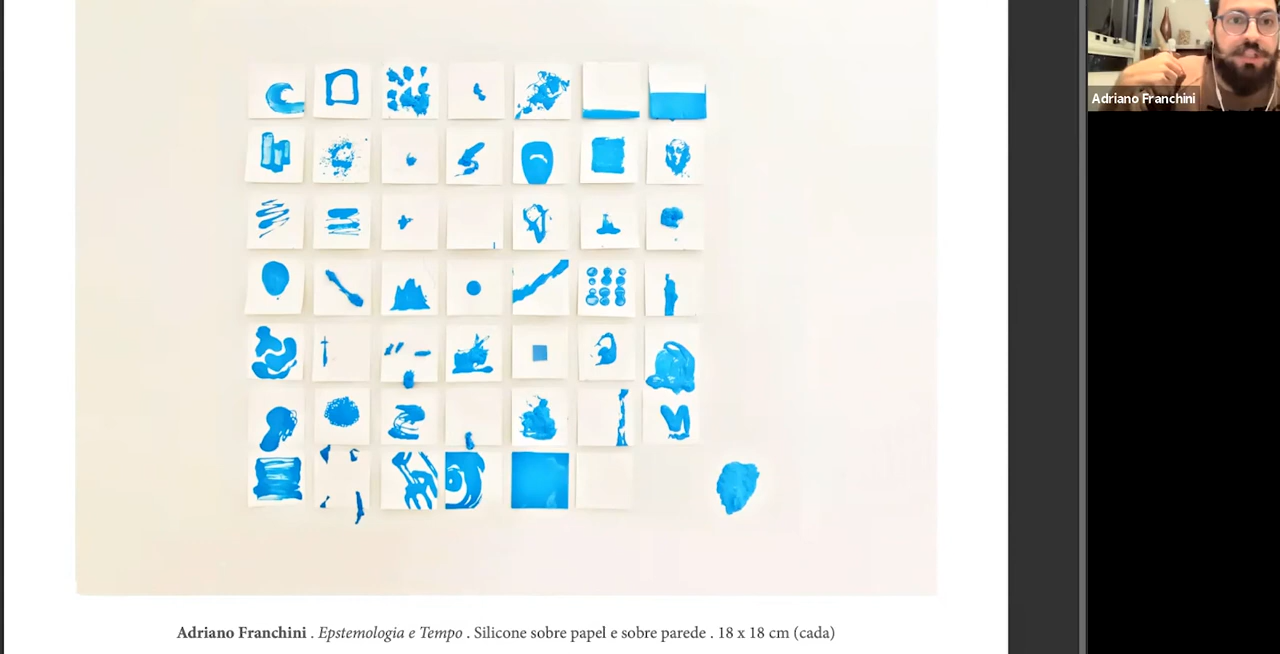 Adriano Franchini
Adriano Franchini . Epstemologia e Tempo . Silicone sobre papel e sobre parede . 18 x 18 cm (cada)